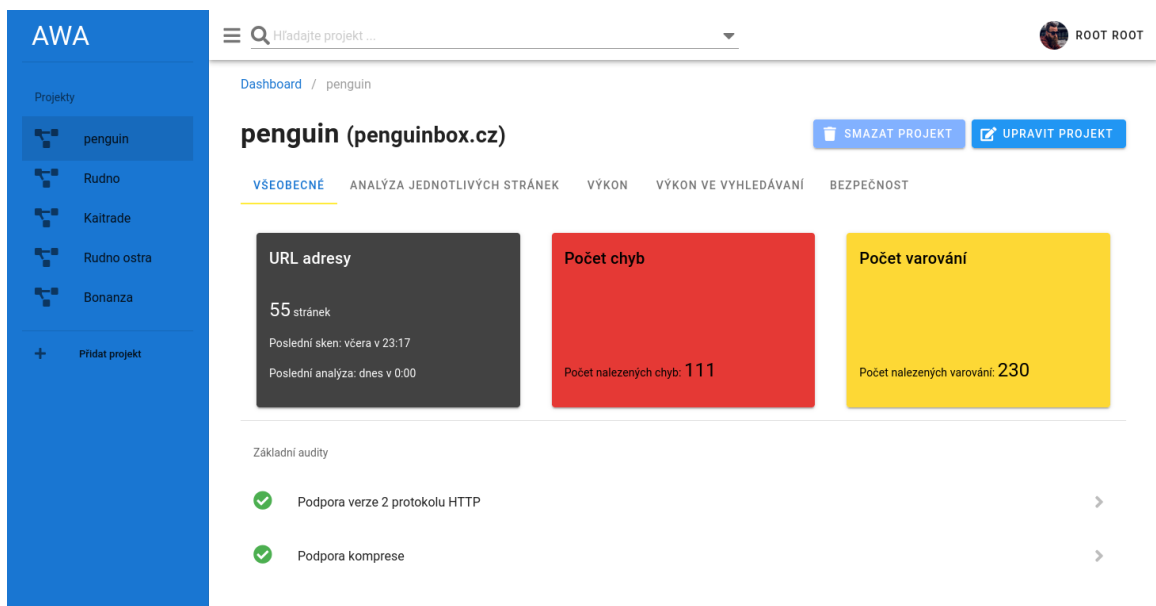 AWA
Hľadajte projekt ...
ROOT ROOT
Projekty
penguin
Rudno
Kaitrade
Rudno ostra
Bonanza
Přidat projekt
Dashboard / penguin
penguin (penguinbox.cz)
SMAZAT PROJEKT
UPRAVIT PROJEKT
VŠEOBECNÉ ANALÝZA JEDNOTLIVÝCH STRÁNEK VÝKON VÝKON VE VYHLEDÁVANÍ BEZPEČNOST
URL adresy
55 stránek
Poslední sken: včera v 23:17
Poslední analýza: dnes v 0:00
Počet chyb
Počet nalezených chyb: 111
Počet varování
Počet nalezených varování: 230
Základní audity
Podpora verze 2 protokolu HTTP
Podpora komprese